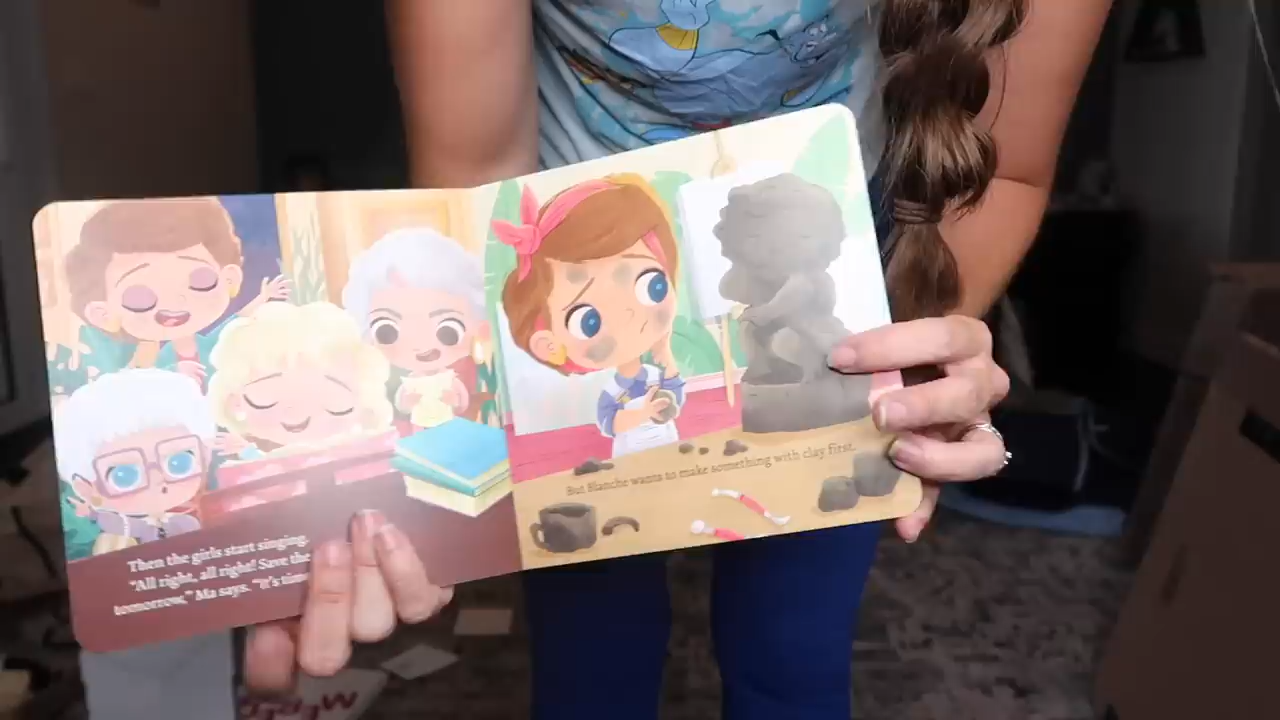 Then the girls start singing.
"All right, all right! Save the
tomorrow," Ma says. "It's time
But Blanche wants to make something with clay first.